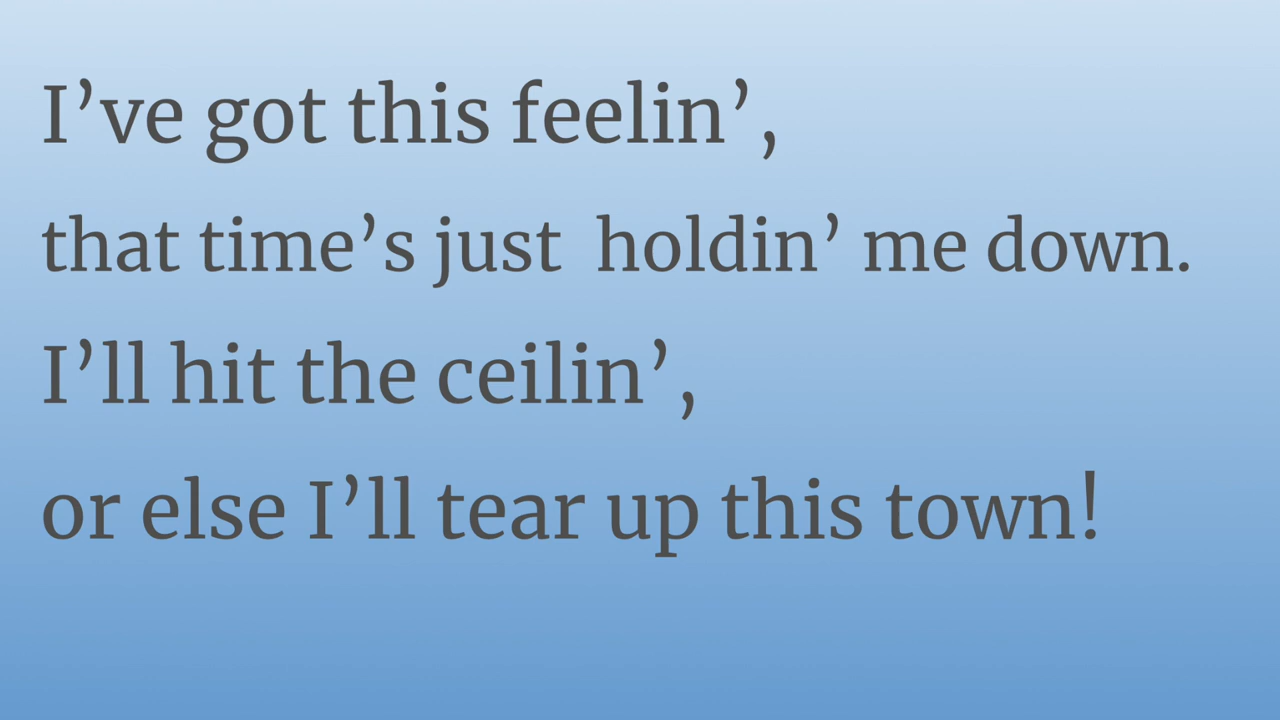 I’ve got this feelin’,
that time’s just  holdin’ me down.
I’ll hit the ceilin’,
or else I’ll tear up this town!